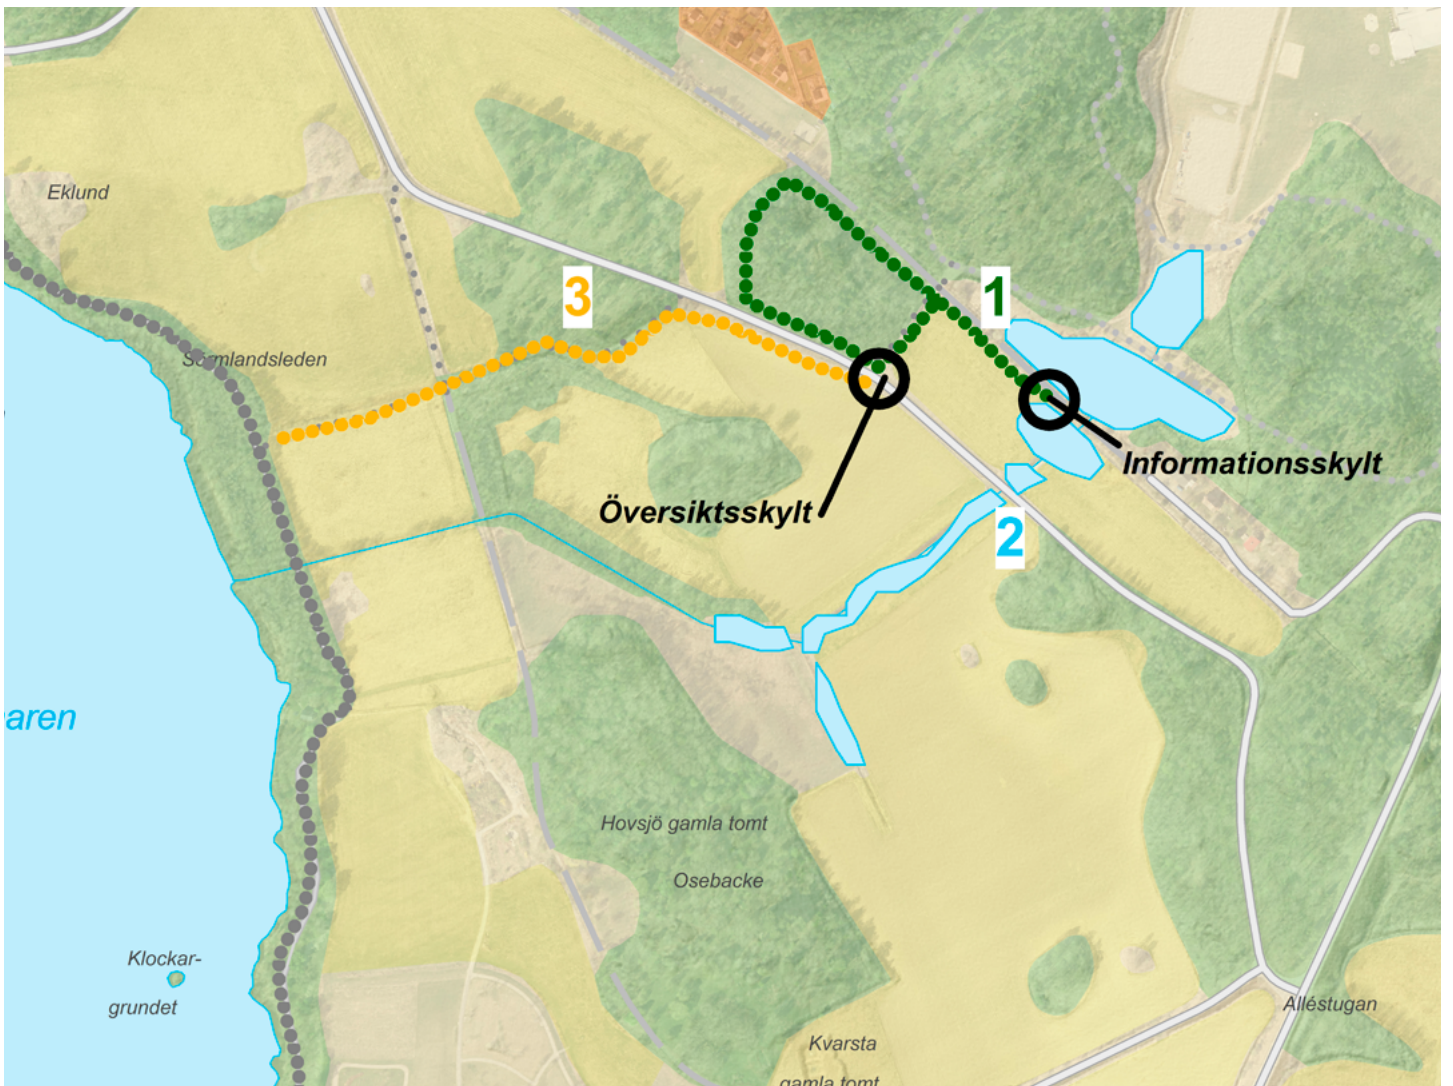 Eklund
3
1
Sörmlandsleden
Informationsskylt
Översiktsskylt
2
aren
Hovsjö gamla tomt
Osebacke
Klockar-
grundet
Alléstugan
Kvarsta
gamla tomt